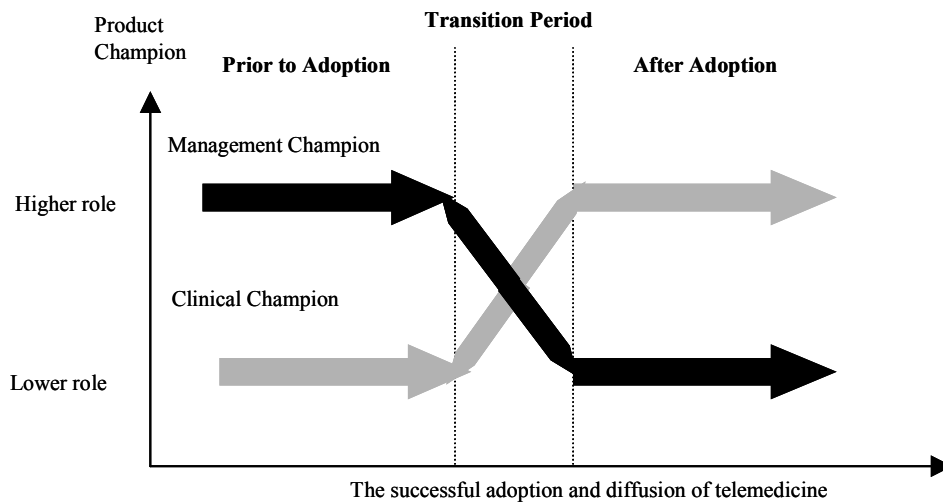 Transition Period
Product
Champion
Prior to Adoption
After Adoption
Management Champion
Higher role
Clinical Champion
Lower role
The successful adoption and diffusion of telemedicine